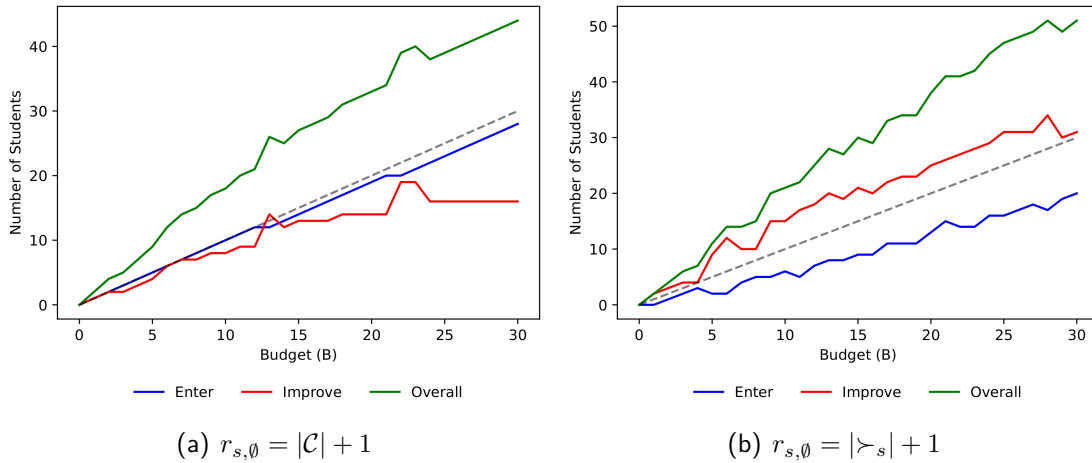 Number of Students
40
30
20
10
0
0 5 10 15 20 25 30
Budget (B)
Enter Improve Overall
(a) r_{s,∅} = |𝒞| + 1
Number of Students
50
40
30
20
10
0
0 5 10 15 20 25 30
Budget (B)
Enter Improve Overall
(b) r_{s,∅} = |≻_s| + 1